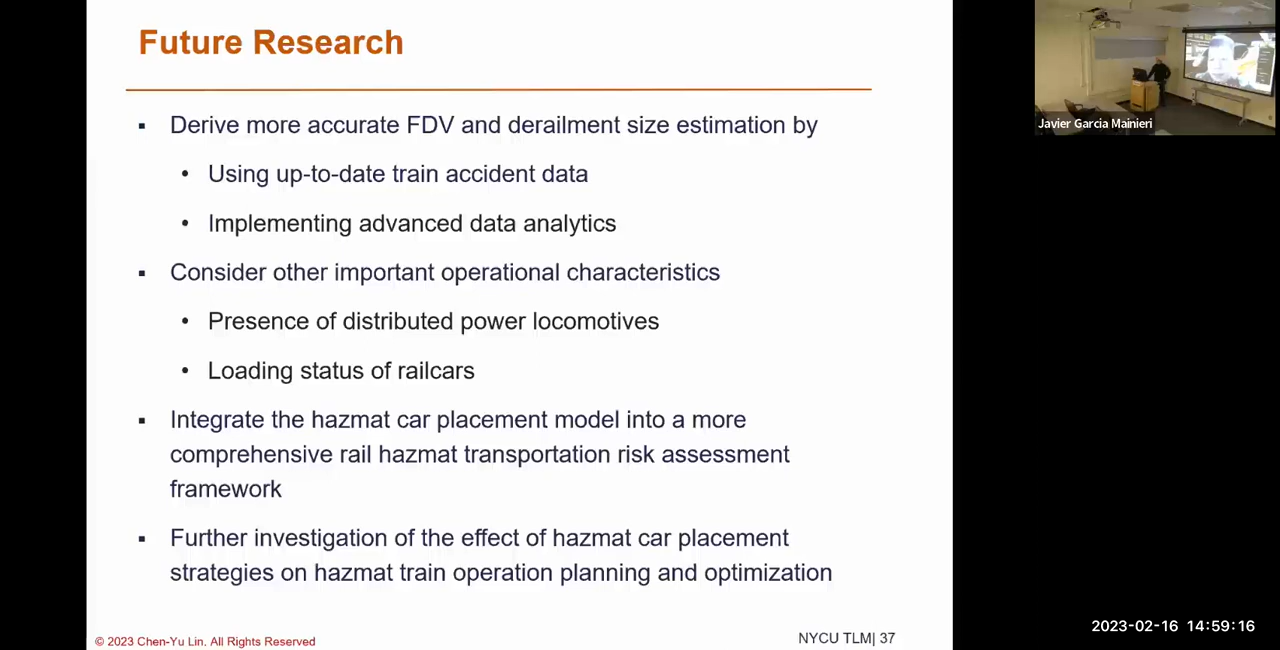 Future Research
▪ Derive more accurate FDV and derailment size estimation by
• Using up-to-date train accident data
• Implementing advanced data analytics
▪ Consider other important operational characteristics
• Presence of distributed power locomotives
• Loading status of railcars
▪ Integrate the hazmat car placement model into a more
comprehensive rail hazmat transportation risk assessment
framework
▪ Further investigation of the effect of hazmat car placement
strategies on hazmat train operation planning and optimization
© 2023 Chen-Yu Lin. All Rights Reserved
NYCU TLM| 37
Javier Garcia Mainieri
2023-02-16 14:59:16